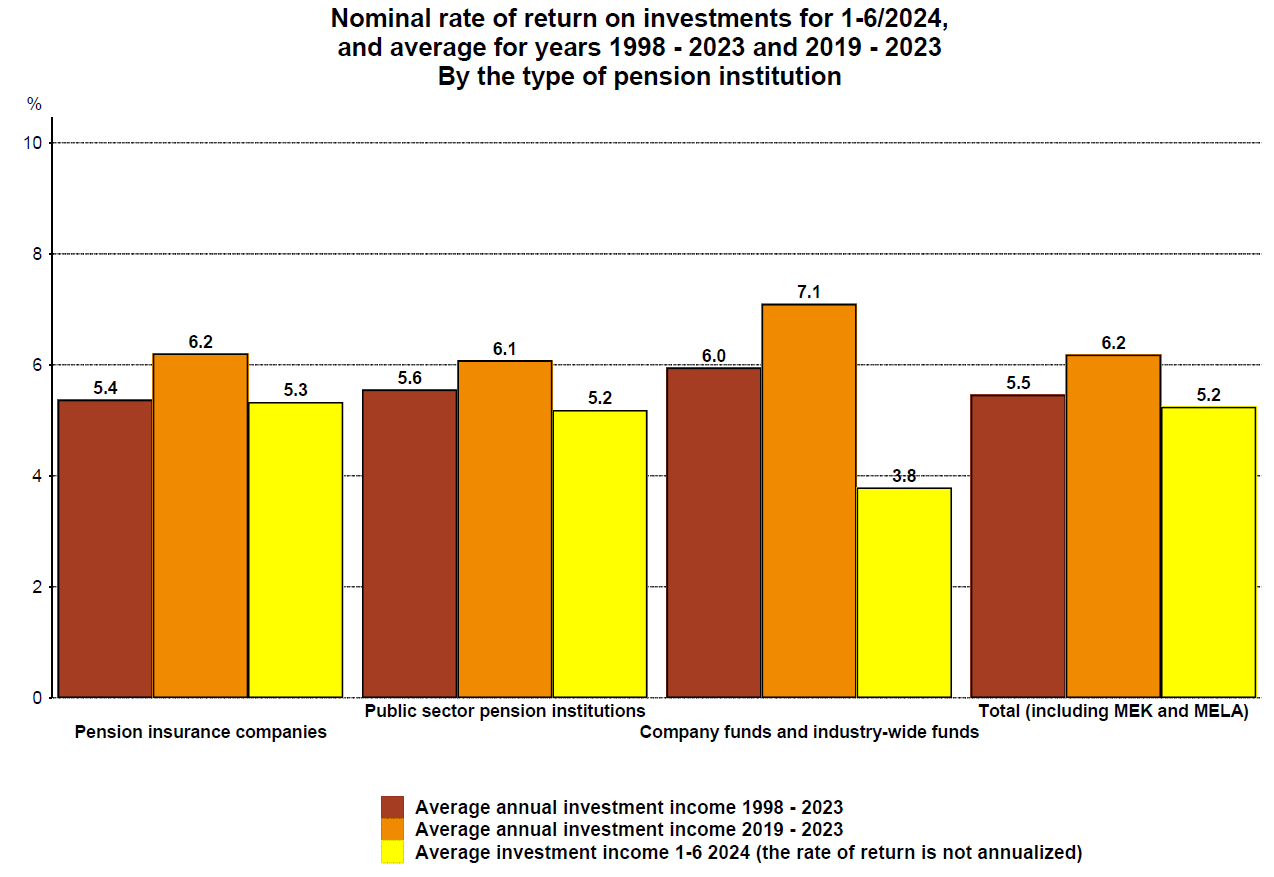 Nominal rate of return on investments for 1-6/2024,
and average for years 1998 - 2023 and 2019 - 2023
By the type of pension institution
%
10
8
6
4
2
0
5.4
6.2
5.3
5.6
6.1
5.2
6.0
7.1
3.8
5.5
6.2
5.2
Pension insurance companies
Public sector pension institutions
Company funds and industry-wide funds
Total (including MEK and MELA)
Average annual investment income 1998 - 2023
Average annual investment income 2019 - 2023
Average investment income 1-6 2024 (the rate of return is not annualized)